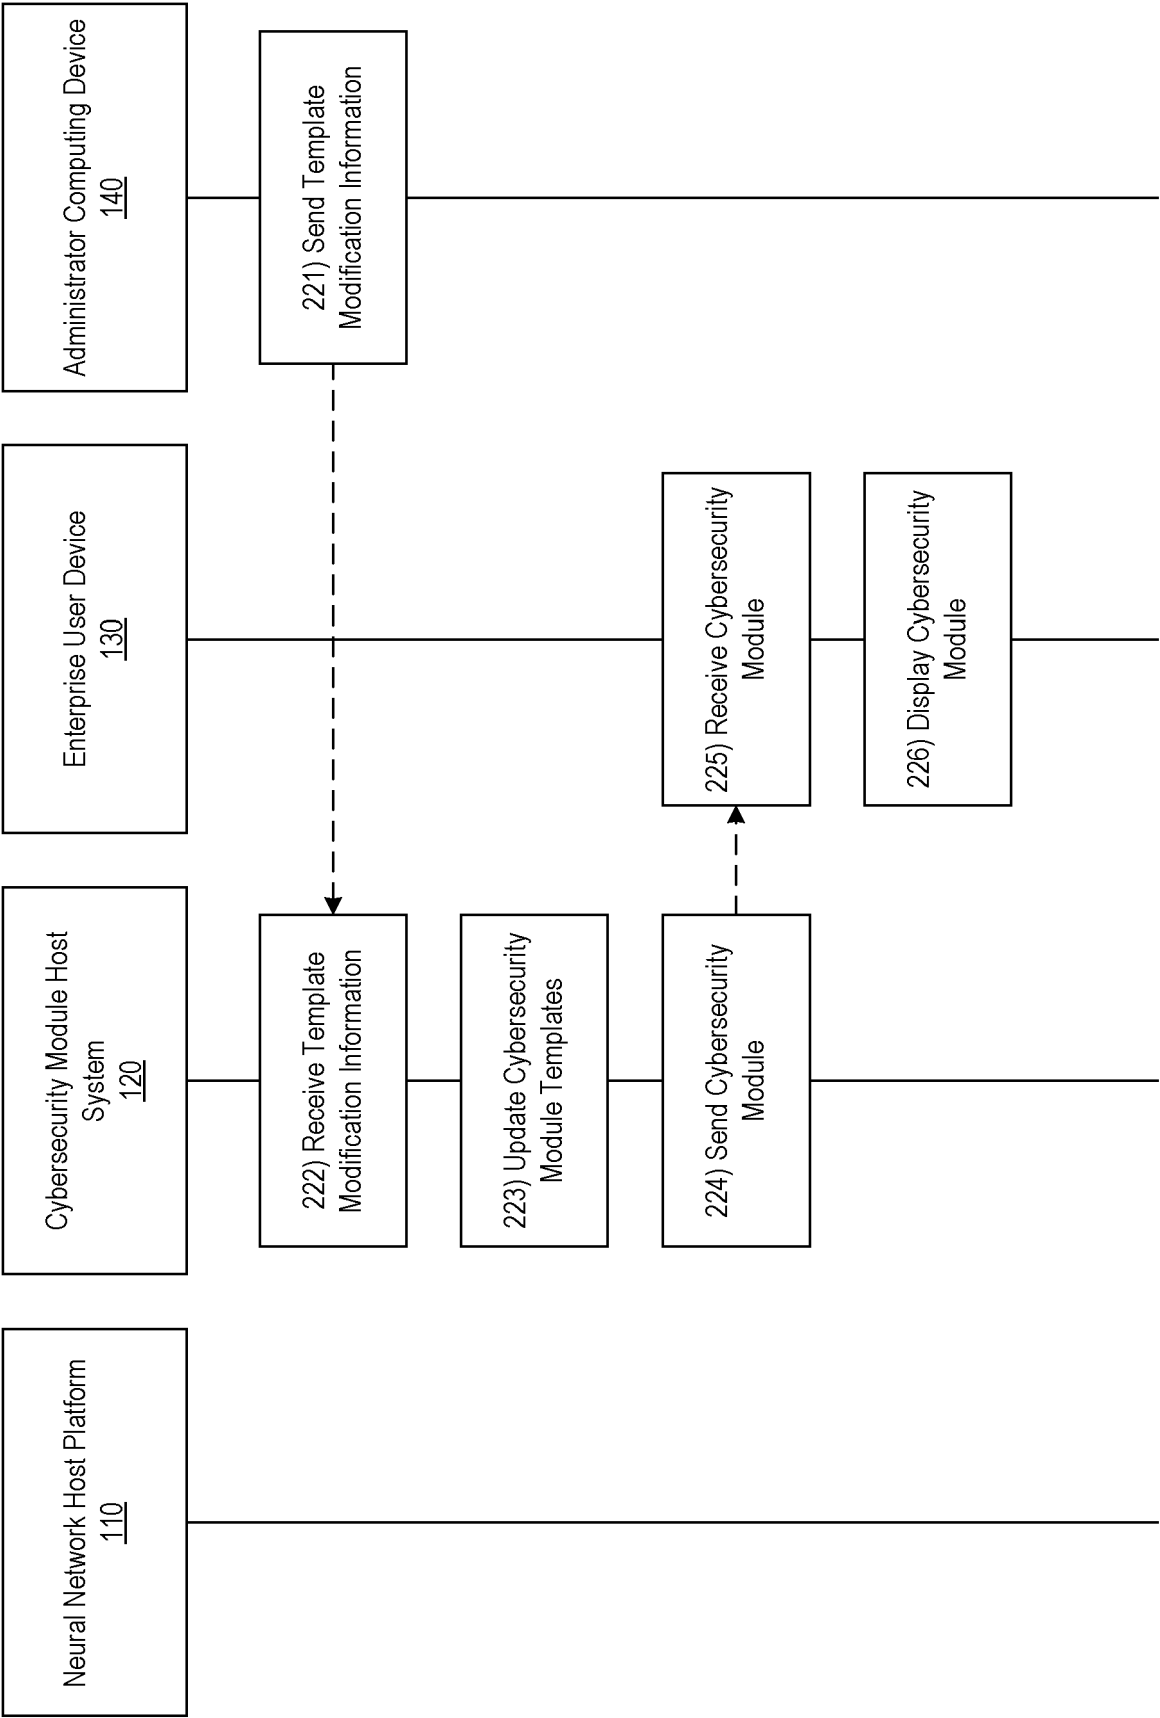 Neural Network Host Platform
110
Cybersecurity Module Host
System
120
Enterprise User Device
130
Administrator Computing Device
140
221) Send Template
Modification Information
222) Receive Template
Modification Information
223) Update Cybersecurity
Module Templates
224) Send Cybersecurity
Module
225) Receive Cybersecurity
Module
226) Display Cybersecurity
Module